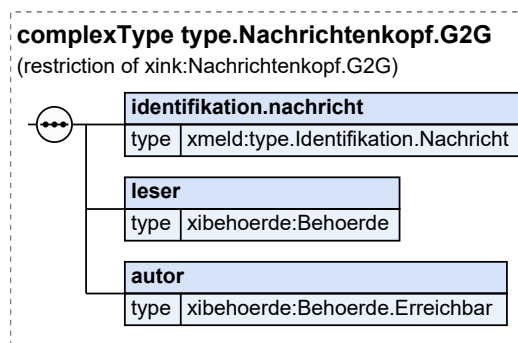 complexType type.Nachrichtenkopf.G2G
(restriction of xink:Nachrichtenkopf.G2G)
identifikation.nachricht
type xmeld:type.Identifikation.Nachricht
leser
type xibehoerde:Behoerde
autor
type xibehoerde:Behoerde.Erreichbar